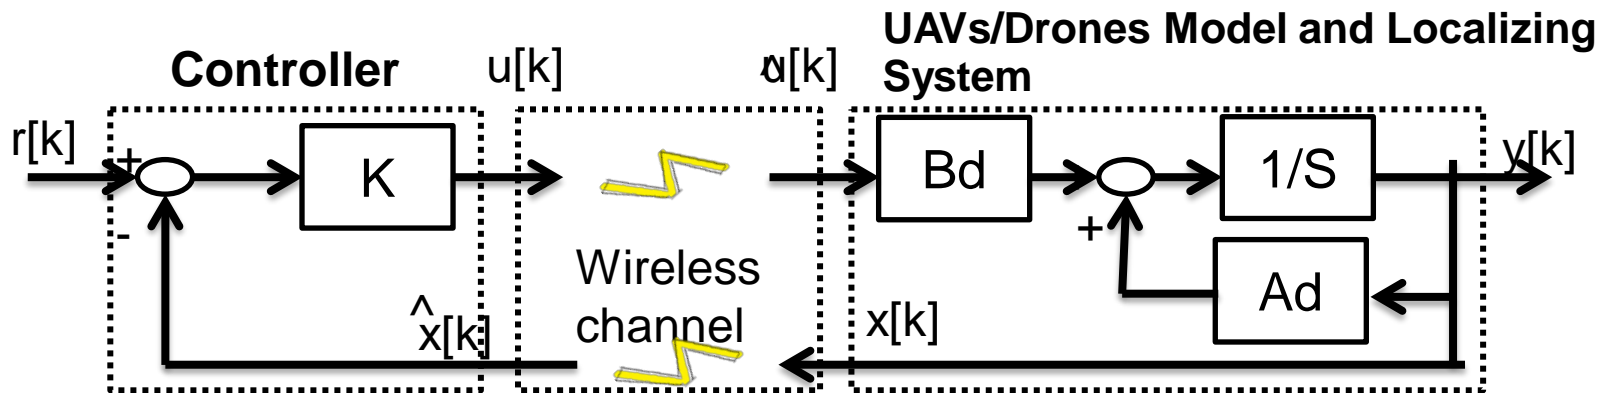 UAVs/Drones Model and Localizing
System
Controller
u[k]
û[k]
r[k]
+
K
Bd
1/S
y[k]
-
+
Ad
Wireless
channel
x̂[k]
x[k]